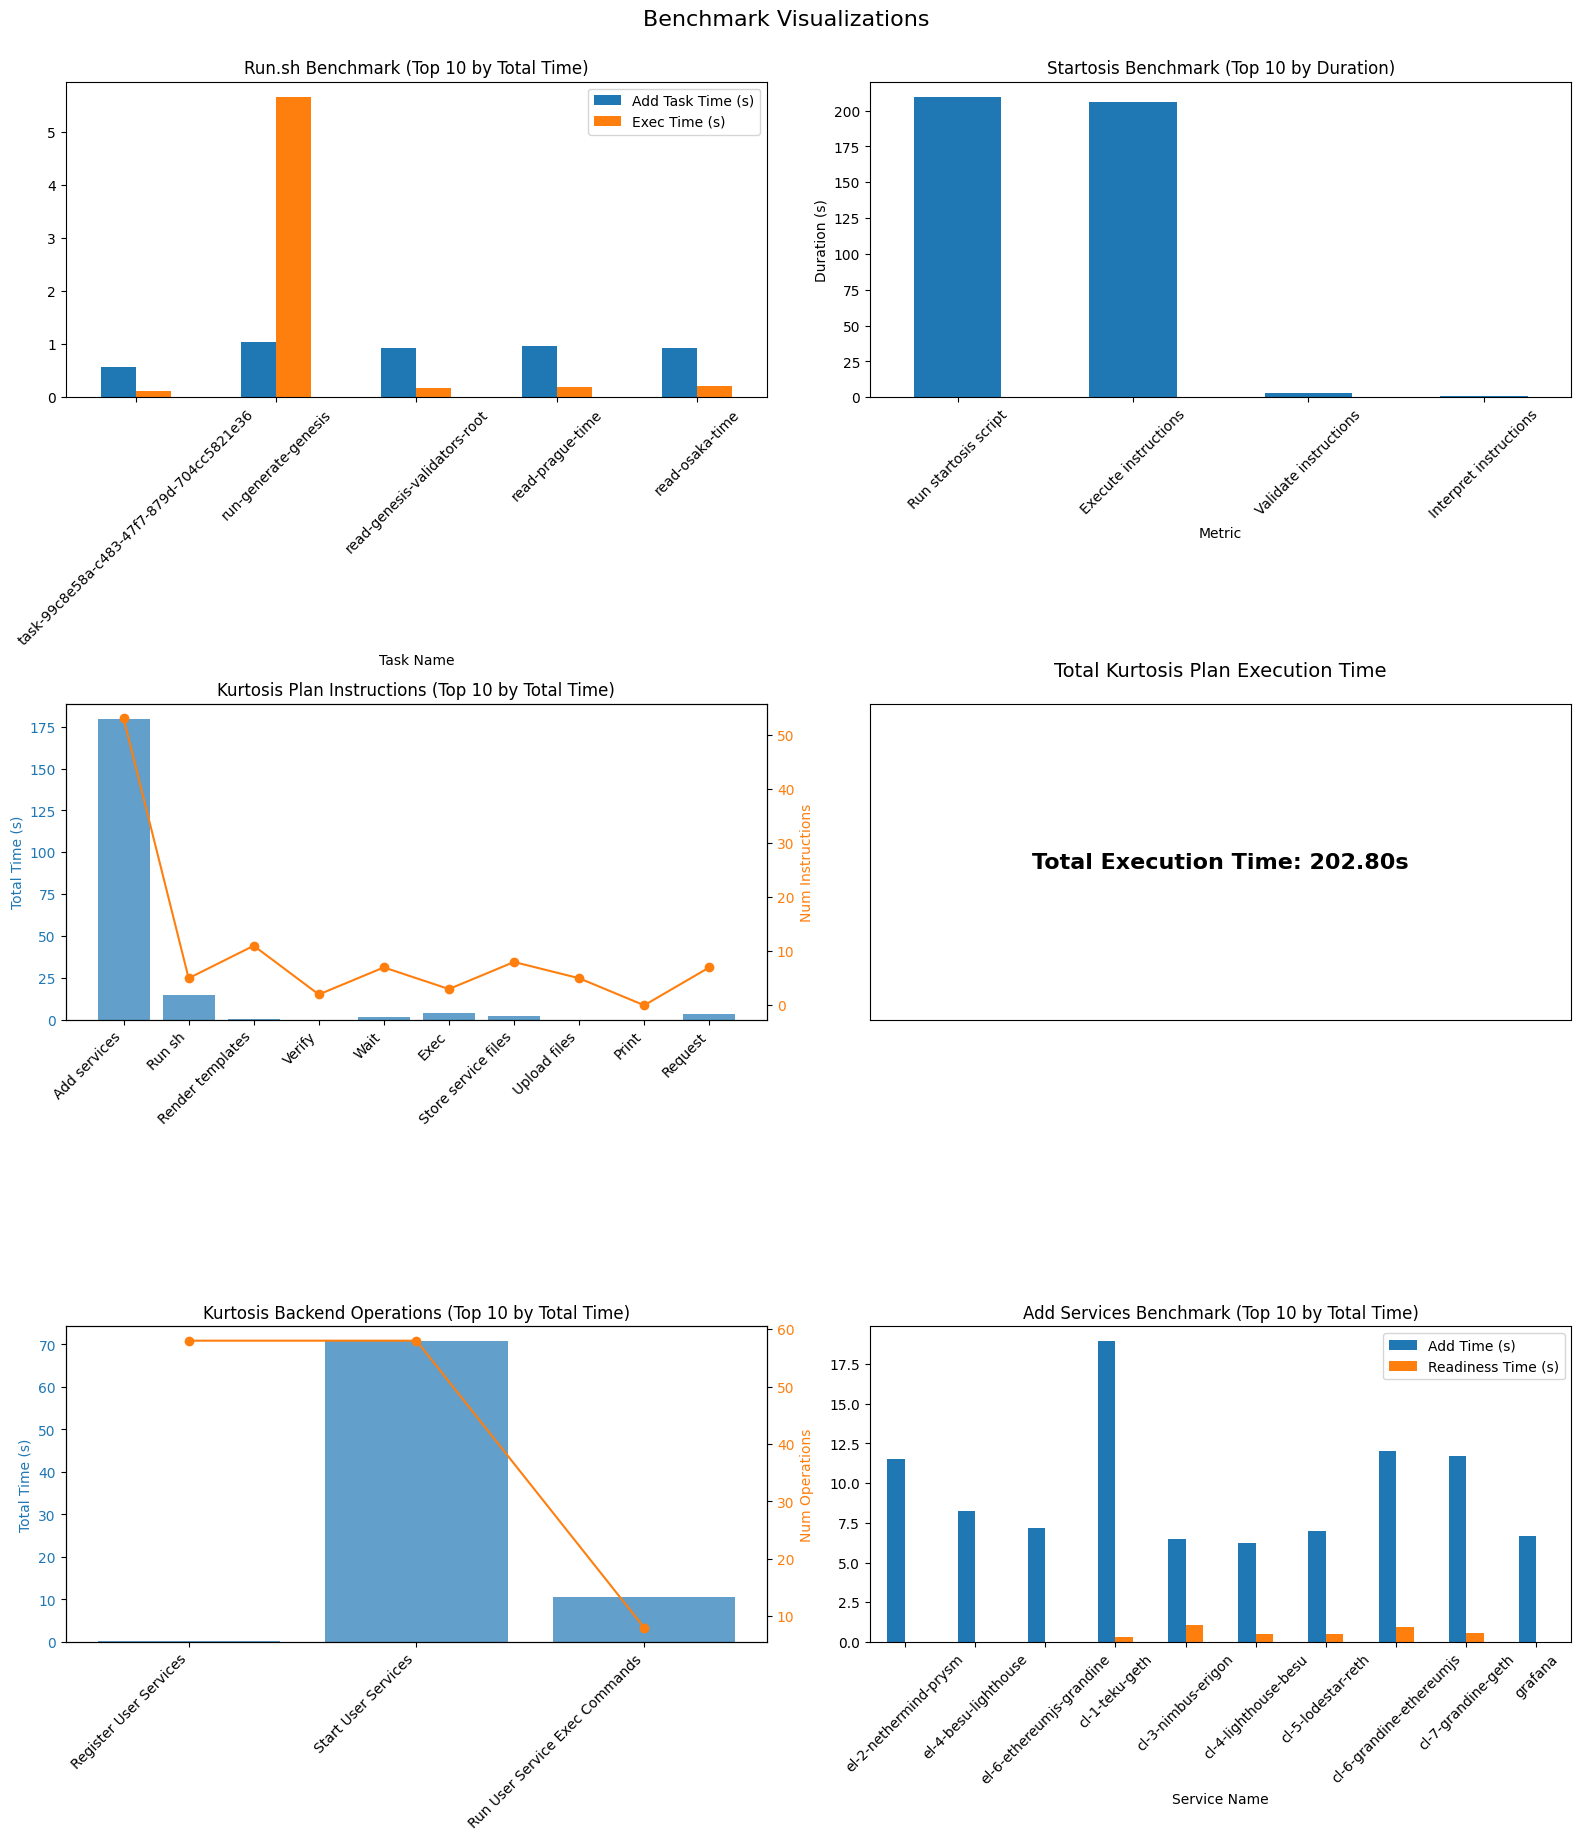 Benchmark Visualizations
Run.sh Benchmark (Top 10 by Total Time)
Add Task Time (s)
Exec Time (s)
5
4
3
2
1
0
task-99c8e58a-c483-47f7-879d-704cc5821e36
run-generate-genesis
read-genesis-validators-root
read-prague-time
read-osaka-time
Task Name
Startosis Benchmark (Top 10 by Duration)
Duration (s)
200
175
150
125
100
75
50
25
0
Run startosis script
Execute instructions
Validate instructions
Interpret instructions
Metric
Kurtosis Plan Instructions (Top 10 by Total Time)
Total Time (s)
175
150
125
100
75
50
25
0
Num Instructions
50
40
30
20
10
0
Add services
Run sh
Render templates
Verify
Wait
Exec
Store service files
Upload files
Print
Request
Total Kurtosis Plan Execution Time
Total Execution Time: 202.80s
Kurtosis Backend Operations (Top 10 by Total Time)
Total Time (s)
70
60
50
40
30
20
10
0
Num Operations
60
50
40
30
20
10
Register User Services
Start User Services
Run User Service Exec Commands
Add Services Benchmark (Top 10 by Total Time)
Add Time (s)
Readiness Time (s)
17.5
15.0
12.5
10.0
7.5
5.0
2.5
0.0
el-2-nethermind-prysm
el-4-besu-lighthouse
el-6-ethereumjs-grandine
cl-1-teku-geth
cl-3-nimbus-erigon
cl-4-lighthouse-besu
cl-5-lodestar-reth
cl-6-grandine-ethereumjs
cl-7-grandine-geth
grafana
Service Name